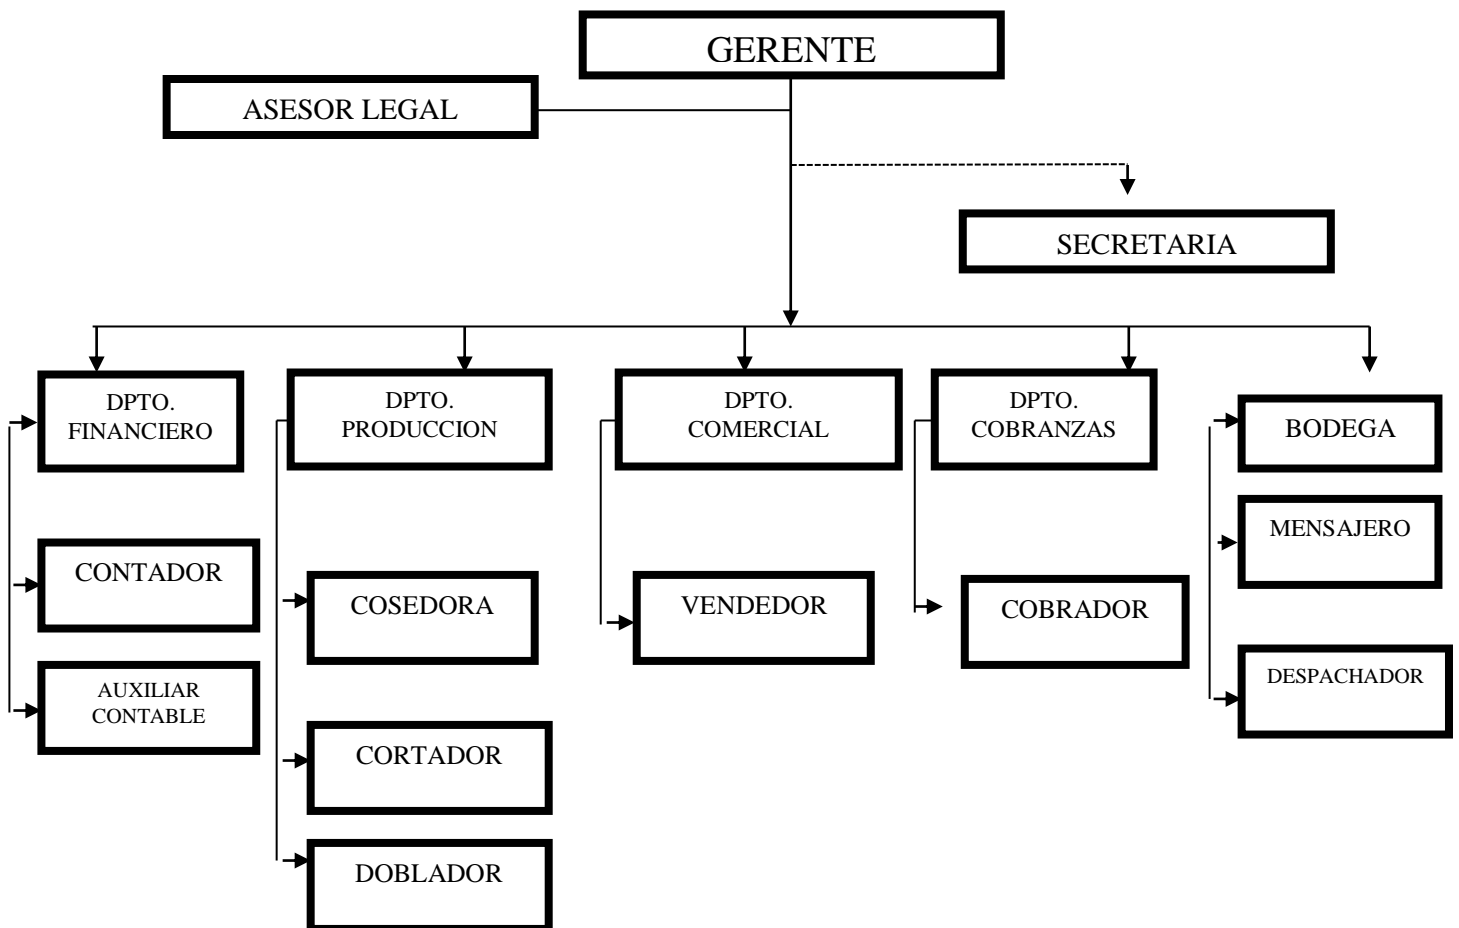 GERENTE
ASESOR LEGAL
SECRETARIA
DPTO.
FINANCIERO
DPTO.
PRODUCCION
DPTO.
COMERCIAL
DPTO.
COBRANZAS
BODEGA
MENSAJERO
CONTADOR
COSEDORA
VENDEDOR
COBRADOR
DESPACHADOR
AUXILIAR
CONTABLE
CORTADOR
DOBLADOR